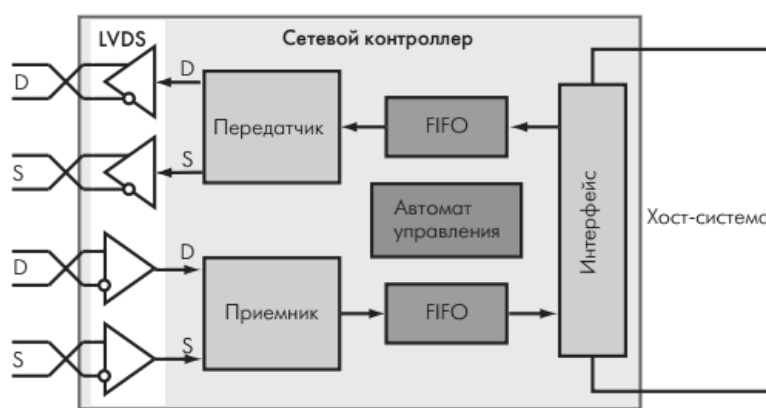 LVDS
Сетевой контроллер
D
D
Передатчик
FIFO
S
S
Автомат
управления
Интерфейс
Хост-система
D
D
Приемник
FIFO
S
S